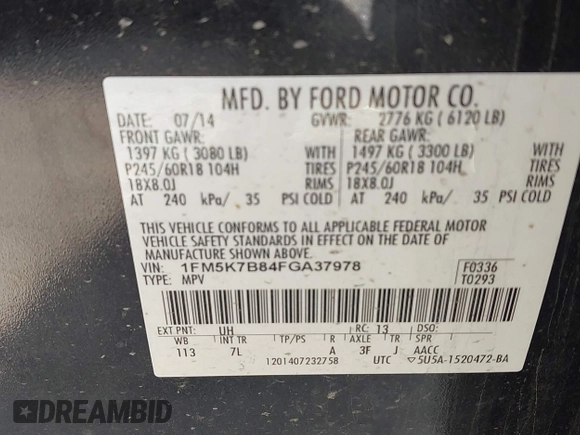 MFD. BY FORD MOTOR CO.
DATE: 07/14 GVWR: 2776 KG ( 6120 LB)
FRONT GAWR: REAR GAWR:
1397 KG ( 3080 LB) WITH 1497 KG ( 3300 LB) WITH
P245/60R18 104H TIRES P245/60R18 104H TIRES
18X8.0J RIMS 18X8.0J RIMS
AT 240 kPa/ 35 PSI COLD AT 240 kPa/ 35 PSI COLD
THIS VEHICLE CONFORMS TO ALL APPLICABLE FEDERAL MOTOR
VEHICLE SAFETY, BUMPER, AND THEFT PREVENTION
STANDARDS IN EFFECT ON THE DATE OF
MANUFACTURE SHOWN ABOVE.
VIN: 1FM5K7B84FGA37978 F0336
TYPE: MPV T0293
EXT PNT: UH RC: 13 DSO:
WB INT TR TP/PS R AXLE TR SPR
113 7L A 3F J AACC
1201407232758 UTC ▽5U5A-1520472-BA
DREAMBID